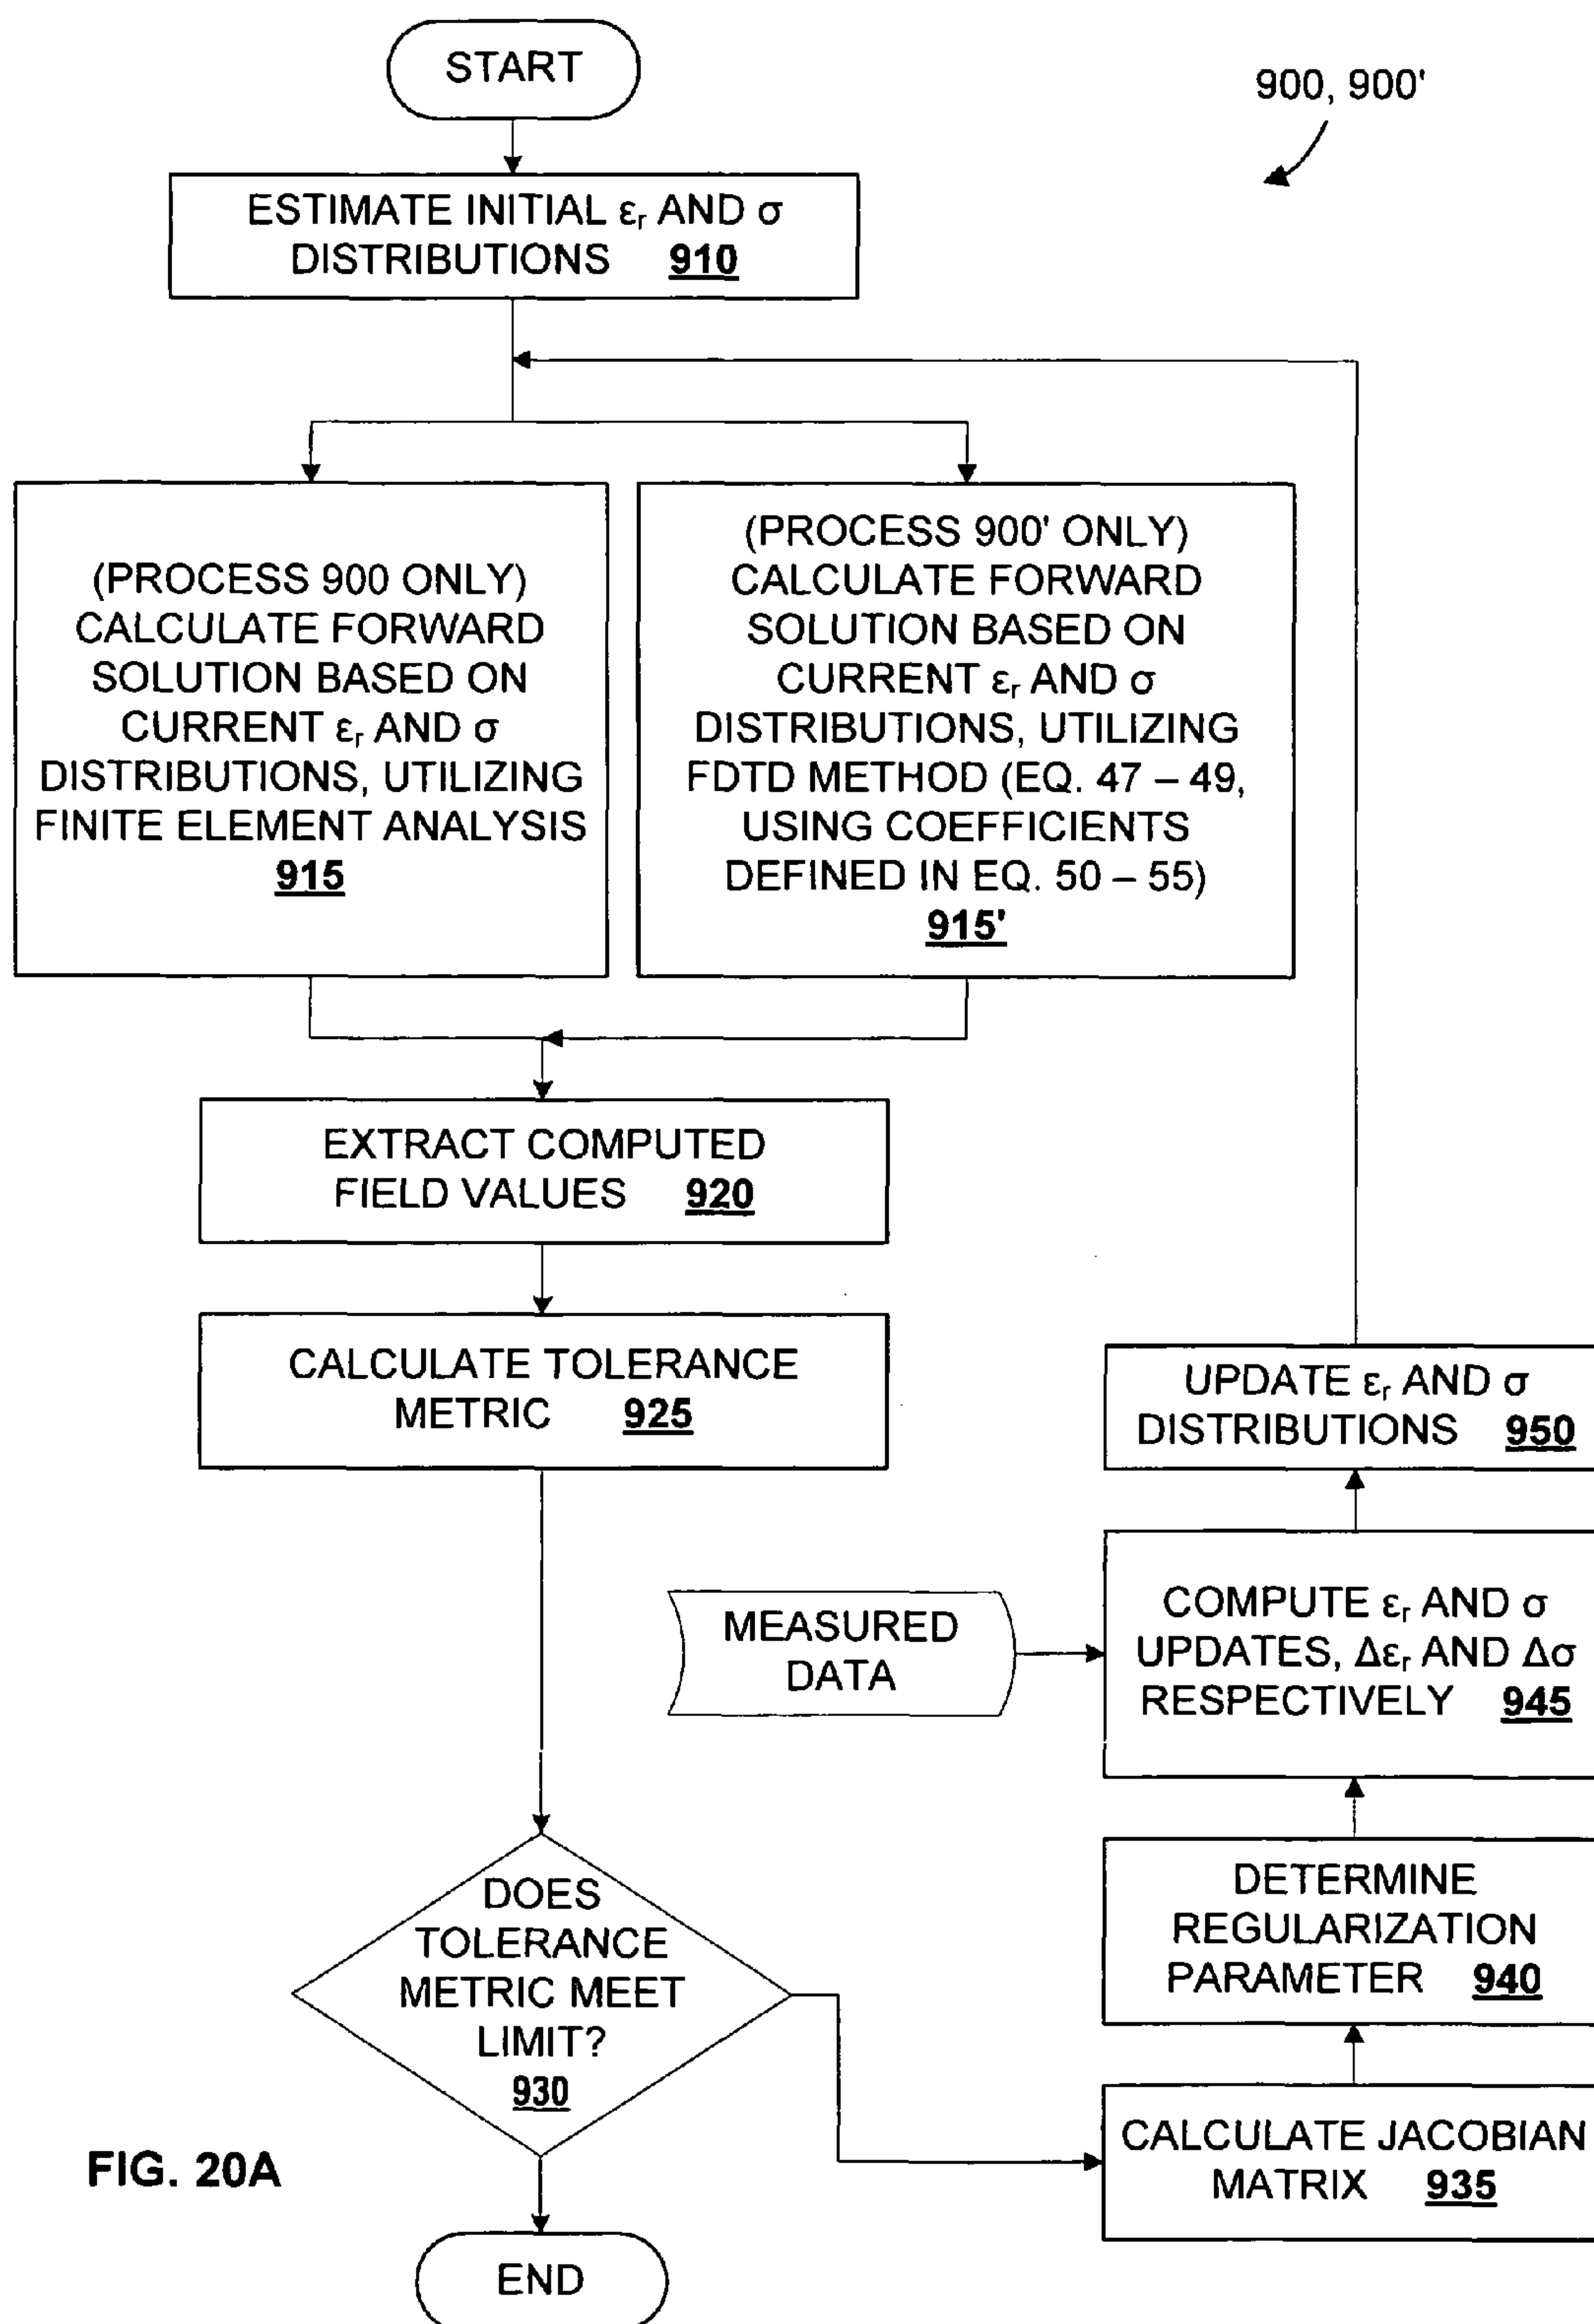 START
900, 900'
ESTIMATE INITIAL εr AND σ
DISTRIBUTIONS 910
(PROCESS 900 ONLY)
CALCULATE FORWARD
SOLUTION BASED ON
CURRENT εr AND σ
DISTRIBUTIONS, UTILIZING
FINITE ELEMENT ANALYSIS
915
(PROCESS 900' ONLY)
CALCULATE FORWARD
SOLUTION BASED ON
CURRENT εr AND σ
DISTRIBUTIONS, UTILIZING
FDTD METHOD (EQ. 47 – 49,
USING COEFFICIENTS
DEFINED IN EQ. 50 – 55)
915'
EXTRACT COMPUTED
FIELD VALUES 920
CALCULATE TOLERANCE
METRIC 925
UPDATE εr AND σ
DISTRIBUTIONS 950
COMPUTE εr AND σ
UPDATES, Δεr AND Δσ
RESPECTIVELY 945
MEASURED
DATA
DETERMINE
REGULARIZATION
PARAMETER 940
DOES
TOLERANCE
METRIC MEET
LIMIT?
930
CALCULATE JACOBIAN
MATRIX 935
FIG. 20A
END